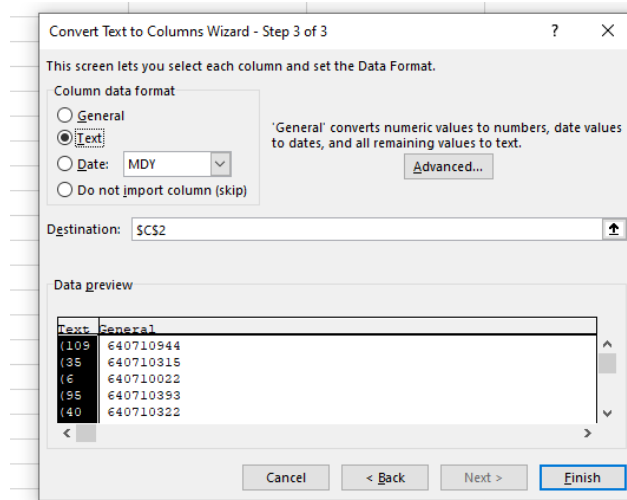 Convert Text to Columns Wizard - Step 3 of 3 ? ×
This screen lets you select each column and set the Data Format.
Column data format
General
Text
Date: MDY
Do not import column (skip)
'General' converts numeric values to numbers, date values
to dates, and all remaining values to text.
Advanced...
Destination: $C$2
Data preview
Text General
(109 640710944
(35 640710315
(6 640710022
(95 640710393
(40 640710322
Cancel < Back Next > Finish